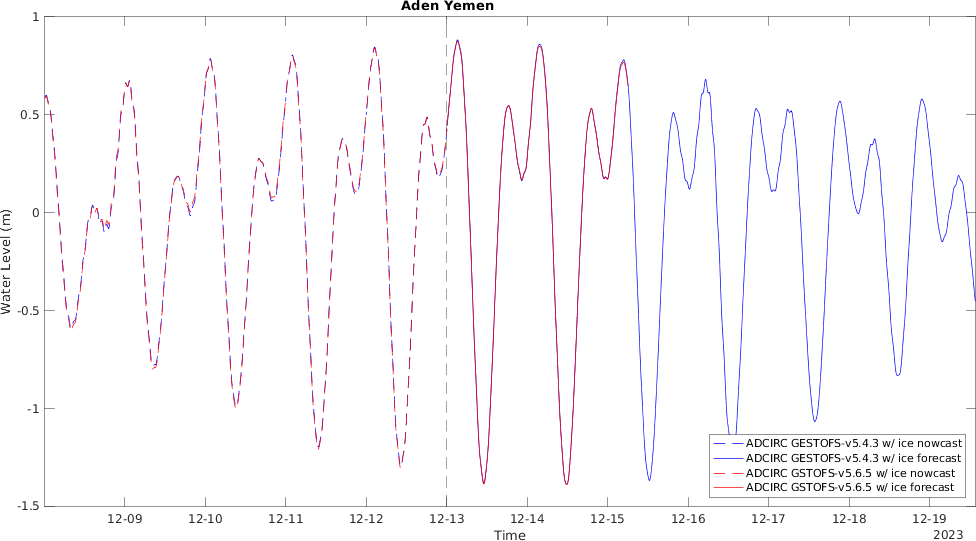 Aden Yemen
1
0.5
0
-0.5
-1
-1.5
Water Level (m)
ADCIRC GESTOFS-v5.4.3 w/ ice nowcast
ADCIRC GESTOFS-v5.4.3 w/ ice forecast
ADCIRC GSTOFS-v5.6.5 w/ ice nowcast
ADCIRC GSTOFS-v5.6.5 w/ ice forecast
12-09 12-10 12-11 12-12 12-13 12-14 12-15 12-16 12-17 12-18 12-19
Time
2023